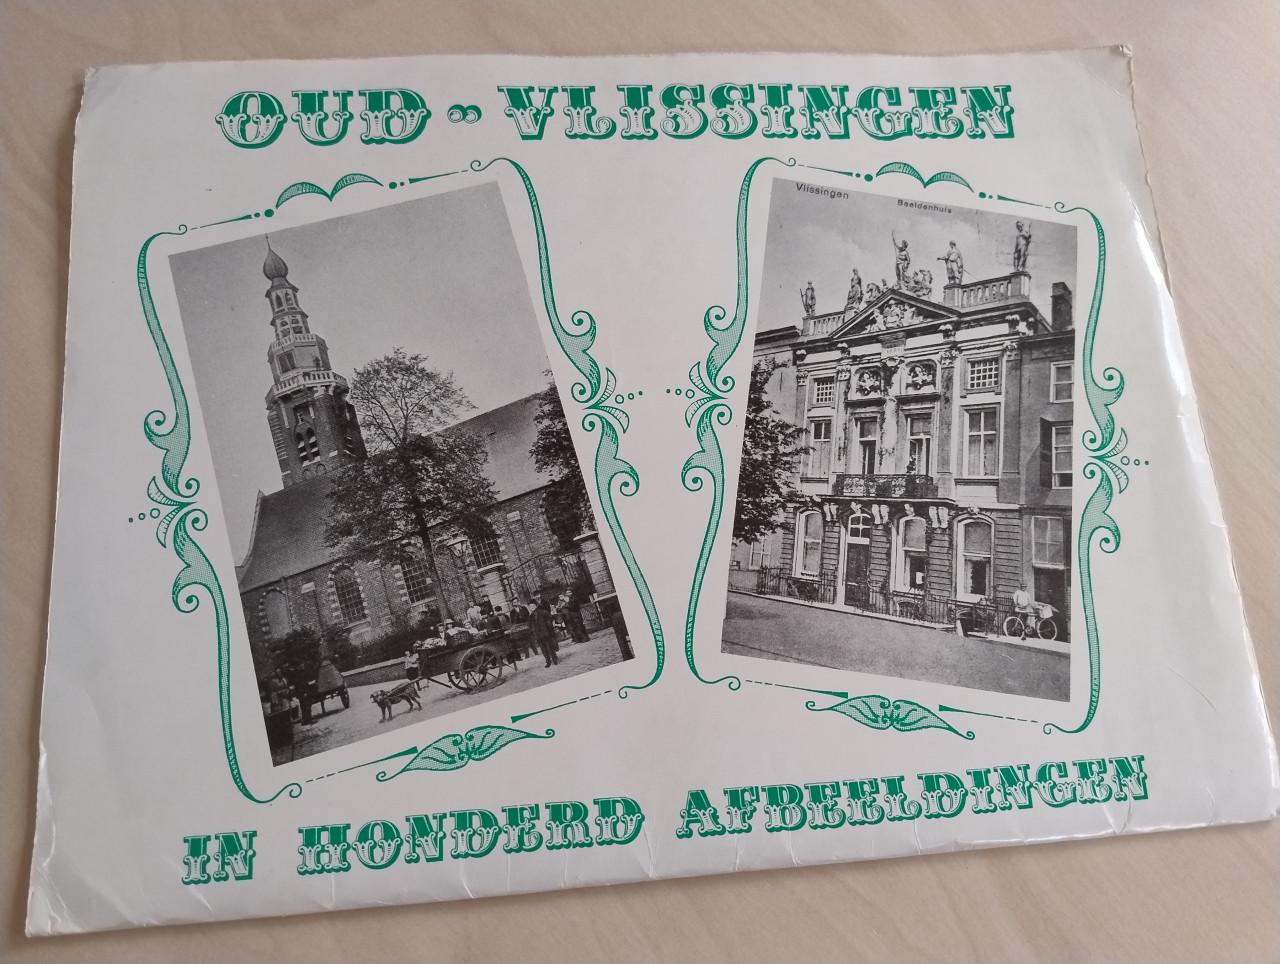 OUD-VLISSINGEN
Vlissingen
Beeldenhuis
IN HONDERD AFBEELDINGEN